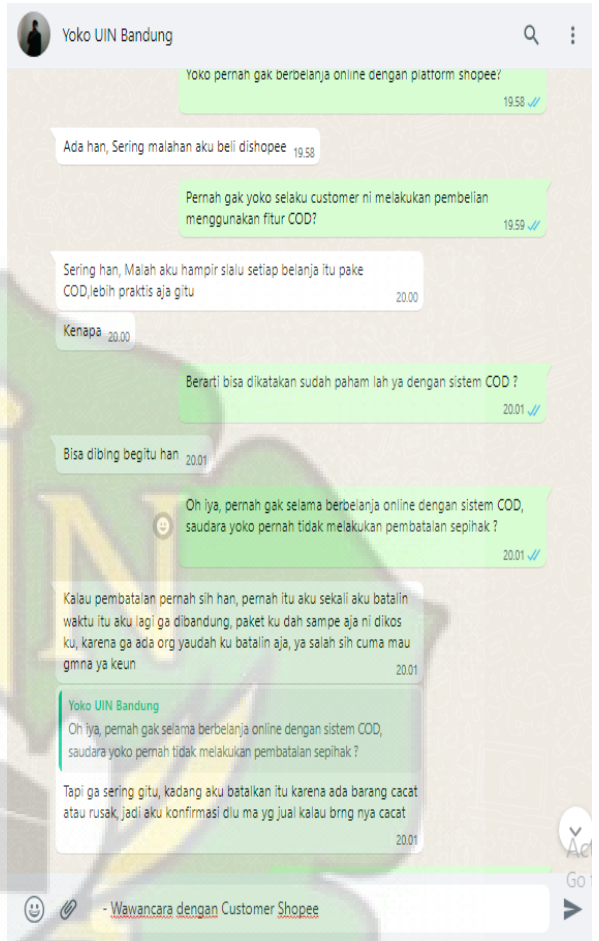 Yoko UIN Bandung
Yoko pernah gak berbelanja online dengan platform shopee?
19.58
Ada han, Sering malahan aku beli dishopee 19.58
Pernah gak yoko selaku customer ni melakukan pembelian
menggunakan fitur COD?
19.59
Sering han, Malah aku hampir slalu setiap belanja itu pake
COD,lebih praktis aja gitu
20.00
Kenapa 20.00
Berarti bisa dikatakan sudah paham lah ya dengan sistem COD ?
20.01
Bisa dibing begitu han 20.01
Oh iya, pernah gak selama berbelanja online dengan sistem COD,
saudara yoko pernah tidak melakukan pembatalan sepihak ?
20.01
Kalau pembatalan pernah sih han, pernah itu aku sekali aku batalin
waktu itu aku lagi ga dibandung, paket ku dah sampe aja ni dikos
ku, karena ga ada org yaudah ku batalin aja, ya salah sih cuma mau
gmna ya keun
20.01
Yoko UIN Bandung
Oh iya, pernah gak selama berbelanja online dengan sistem COD,
saudara yoko pernah tidak melakukan pembatalan sepihak ?
Tapi ga sering gitu, kadang aku batalkan itu karena ada barang cacat
atau rusak, jadi aku konfirmasi dlu ma yg jual kalau brng nya cacat
20.01
Act
Go t
- Wawancara dengan Customer Shopee
IN